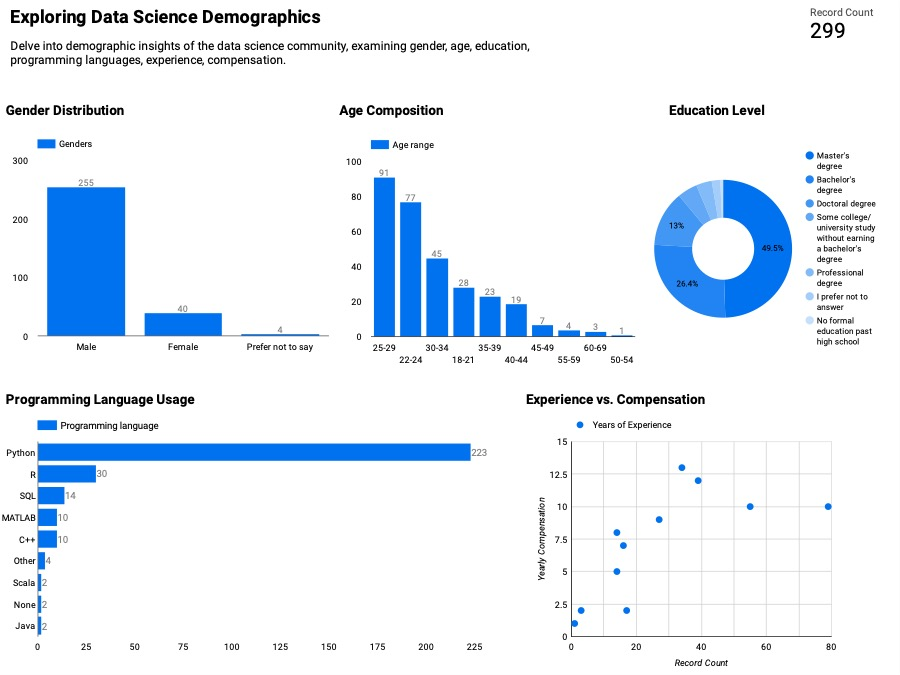 Exploring Data Science Demographics
Record Count
299
Delve into demographic insights of the data science community, examining gender, age, education,
programming languages, experience, compensation.
Gender Distribution
Genders
300
200
100
0
255
40
4
Male
Female
Prefer not to say
Age Composition
Age range
100
80
60
40
20
0
91
77
45
28
23
19
7
4
3
1
25-29
22-24
30-34
18-21
35-39
40-44
45-49
55-59
60-69
50-54
Education Level
49.5%
26.4%
13%
Master's
degree
Bachelor's
degree
Doctoral degree
Some college/
university study
without earning
a bachelor's
degree
Professional
degree
I prefer not to
answer
No formal
education past
high school
Programming Language Usage
Programming language
Python 223
R 30
SQL 14
MATLAB 10
C++ 10
Other 4
Scala 2
None 2
Java 2
0 25 50 75 100 125 150 175 200 225
Experience vs. Compensation
Years of Experience
15
12.5
10
7.5
5
2.5
0
Yearly Compensation
0 20 40 60 80
Record Count